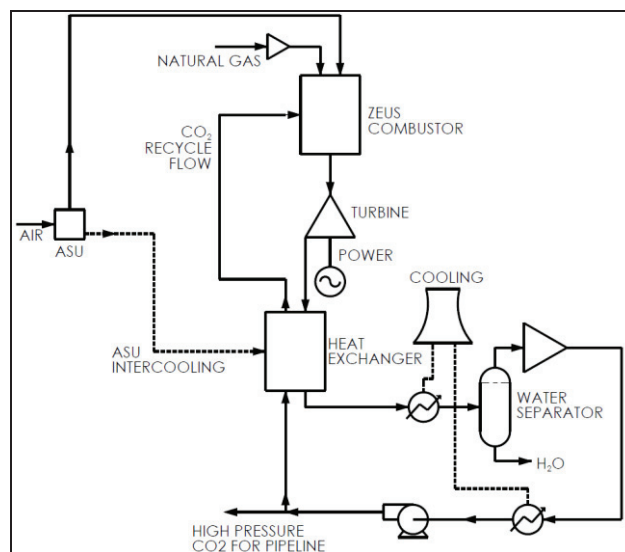 NATURAL GAS
ZEUS
COMBUSTOR
CO₂
RECYCLE
FLOW
TURBINE
AIR
ASU
POWER
COOLING
ASU
INTERCOOLING
HEAT
EXCHANGER
WATER
SEPARATOR
H₂O
HIGH PRESSURE
CO2 FOR PIPELINE